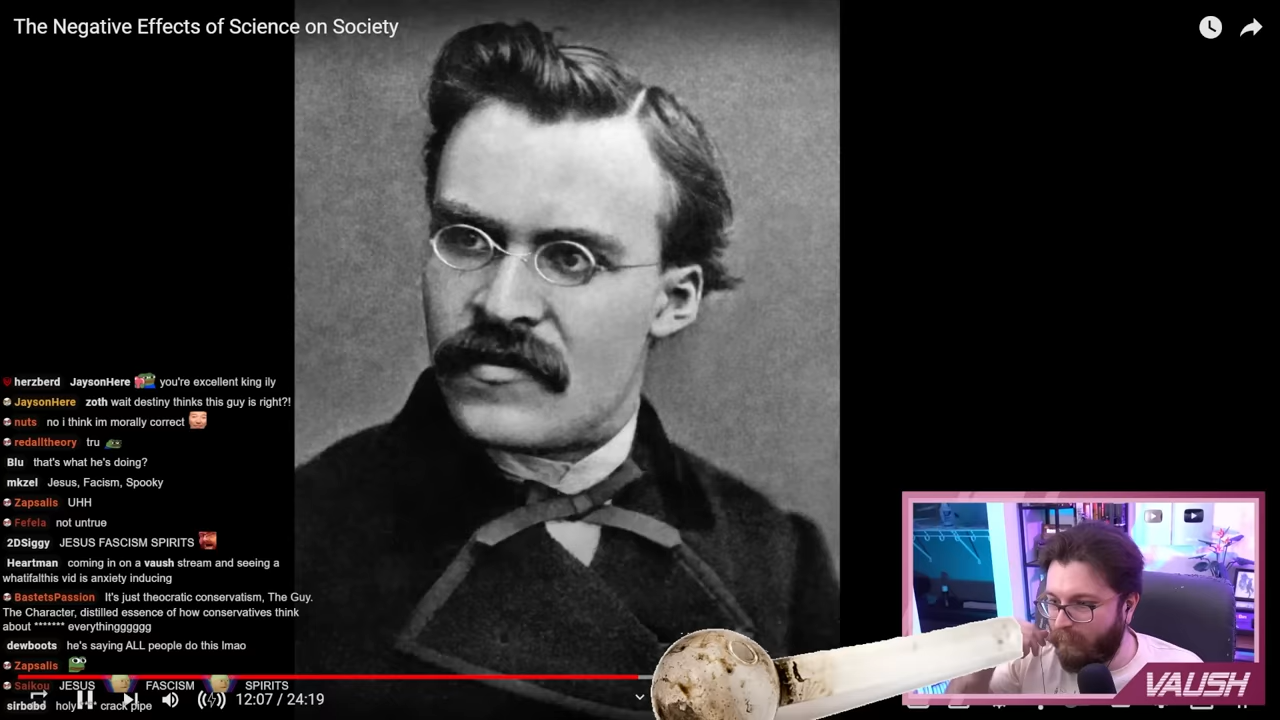 The Negative Effects of Science on Society
herzberd JaysonHere you're excellent king ily
JaysonHere zoth wait destiny thinks this guy is right?!
nuts no i think im morally correct
redalltheory tru
Blu that's what he's doing?
mkzel Jesus, Facism, Spooky
Zapsalis UHH
Fefela not untrue
2DSiggy JESUS FASCISM SPIRITS
Heartman coming in on a vaush stream and seeing a
whatifalthis vid is anxiety inducing
BastetsPassion It's just theocratic conservatism, The Guy.
The Character, distilled essence of how conservatives think
about ******* everythingggggg
dewboots he's saying ALL people do this lmao
Zapsalis
Saikou JESUS FASCISM SPIRITS
sirbobo holy crack pipe
12:07 / 24:19
VAUSH